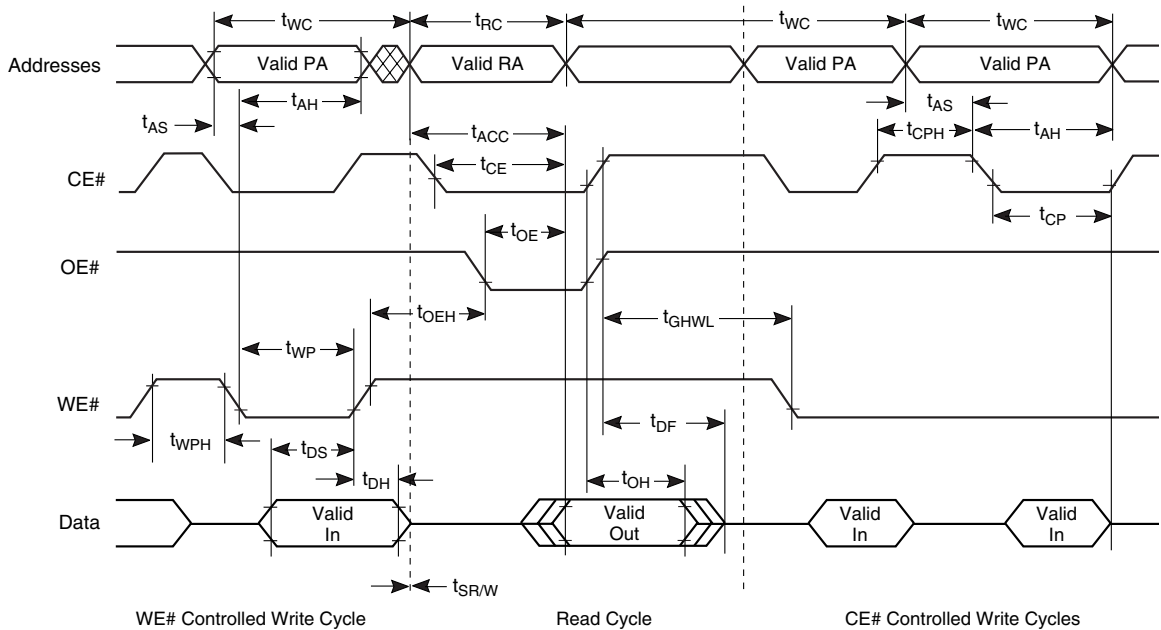 tWC tRC tWC tWC
Addresses Valid PA Valid RA Valid PA Valid PA
tAH tAS
tAS tACC tCPH tAH
tCE
CE#
tCP
tOE
OE#
tOEH tGHWL
tWP
WE#
tDF
tWPH tDS
tDH tOH
Data Valid In Valid Out Valid In Valid In
tSR/W
WE# Controlled Write Cycle Read Cycle CE# Controlled Write Cycles